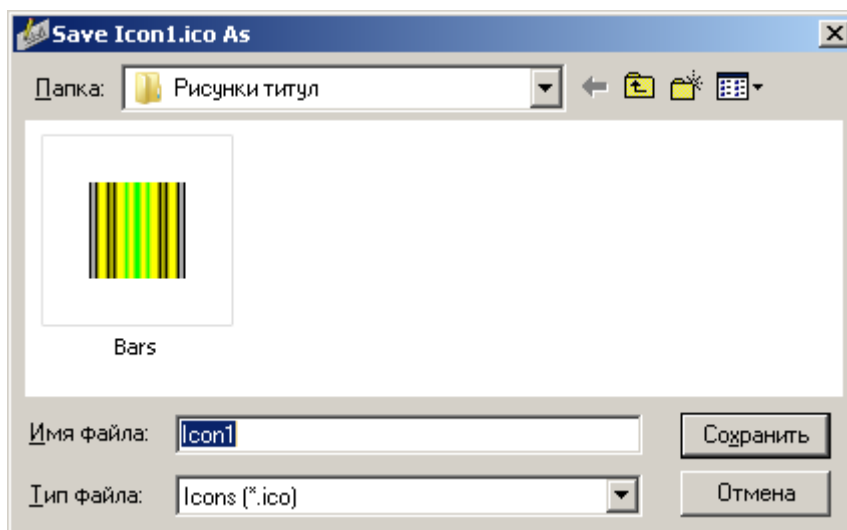 Save Icon1.ico As
Папка: Рисунки титул
Bars
Имя файла: Icon1 Сохранить
Тип файла: Icons (*.ico) Отмена